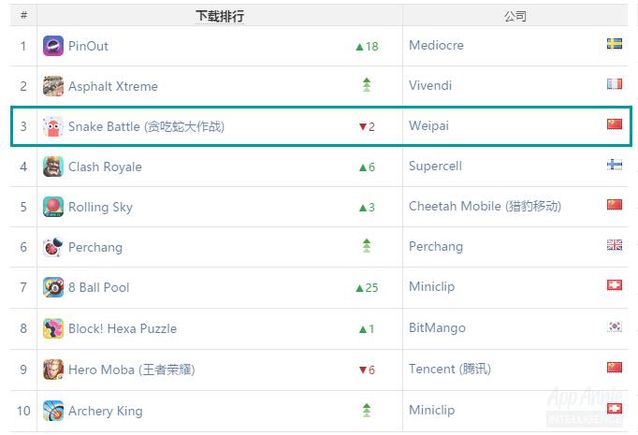 # 下载排行 公司
1 PinOut ▲18 Mediocre
2 Asphalt Xtreme Vivendi
3 Snake Battle (贪吃蛇大作战) ▼2 Weipai
4 Clash Royale ▲6 Supercell
5 Rolling Sky ▲3 Cheetah Mobile (猎豹移动)
6 Perchang Perchang
7 8 Ball Pool ▲25 Miniclip
8 Block! Hexa Puzzle ▲1 BitMango
9 Hero Moba (王者荣耀) ▼6 Tencent (腾讯)
10 Archery King Miniclip
App Annie
INTELLIGENCE